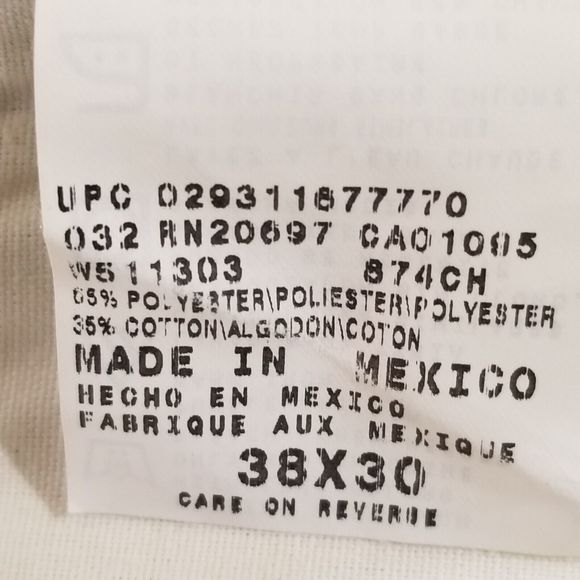 UPC 029311677770
032 RN20697 CA01005
W511303 874CH
65% POLYESTER\POLIESTER\POLYESTER
35% COTTON\ALGODON\COTON
MADE IN MEXICO
HECHO EN MEXICO
FABRIQUE AUX MEXIQUE
38X30
CARE ON REVERSE